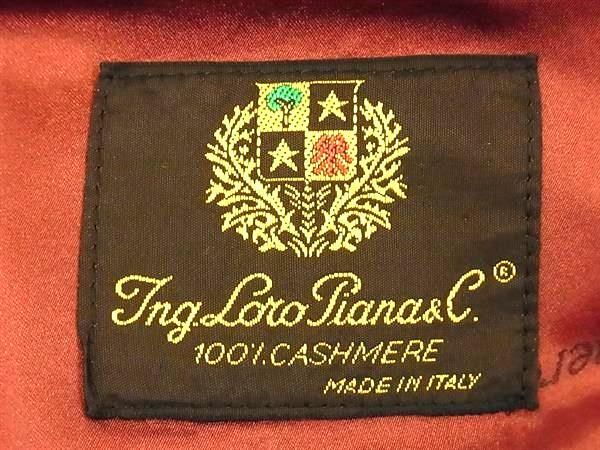 Ing. Loro Piana & C. ®
100%. CASHMERE
MADE IN ITALY